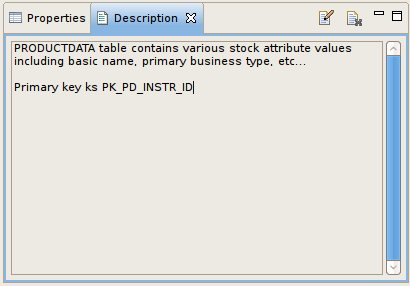 Properties
Description
PRODUCTDATA table contains various stock attribute values
including basic name, primary business type, etc...
Primary key ks PK_PD_INSTR_ID